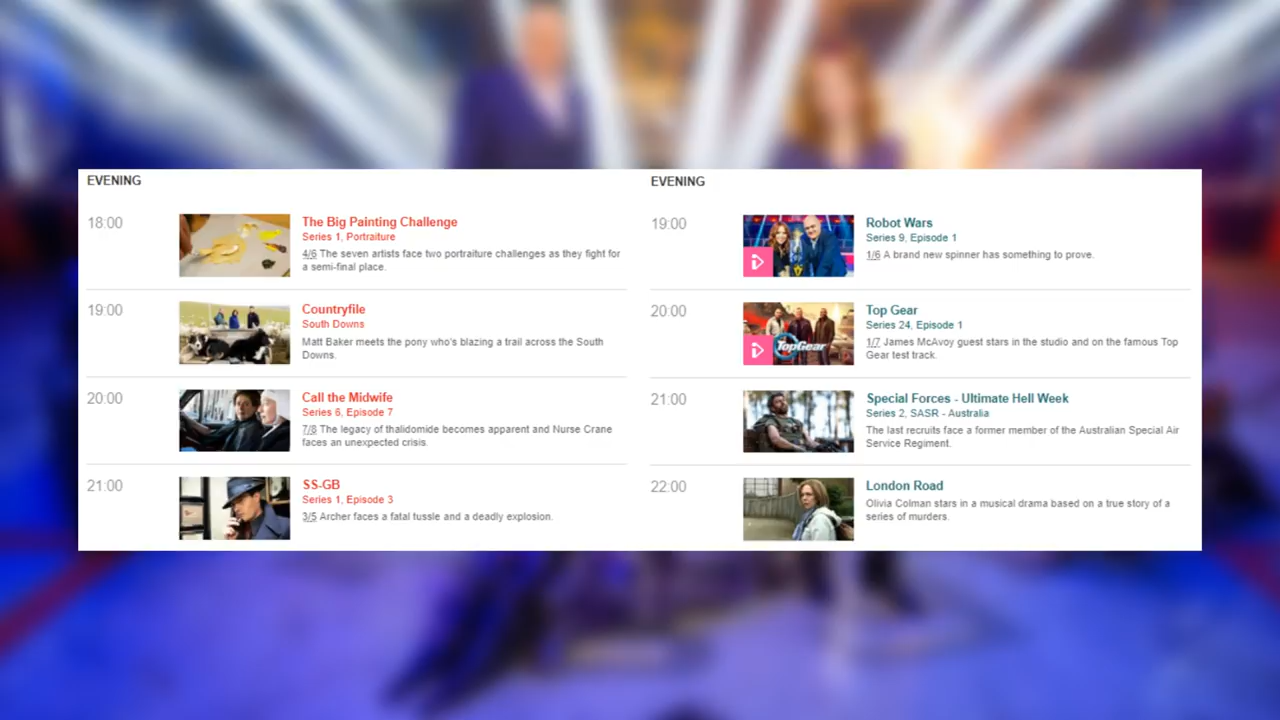 EVENING
18:00
The Big Painting Challenge
Series 1, Portraiture
4/6 The seven artists face two portraiture challenges as they fight for
a semi-final place.
19:00
Countryfile
South Downs
Matt Baker meets the pony who's blazing a trail across the South
Downs.
20:00
Call the Midwife
Series 6, Episode 7
7/8 The legacy of thalidomide becomes apparent and Nurse Crane
faces an unexpected crisis.
21:00
SS-GB
Series 1, Episode 3
3/5 Archer faces a fatal tussle and a deadly explosion.
EVENING
19:00
Robot Wars
Series 9, Episode 1
1/6 A brand new spinner has something to prove.
20:00
TopGear
Top Gear
Series 24, Episode 1
1/7 James McAvoy guest stars in the studio and on the famous Top
Gear test track.
21:00
Special Forces - Ultimate Hell Week
Series 2, SASR - Australia
The last recruits face a former member of the Australian Special Air
Service Regiment.
22:00
London Road
Olivia Colman stars in a musical drama based on a true story of a
series of murders.